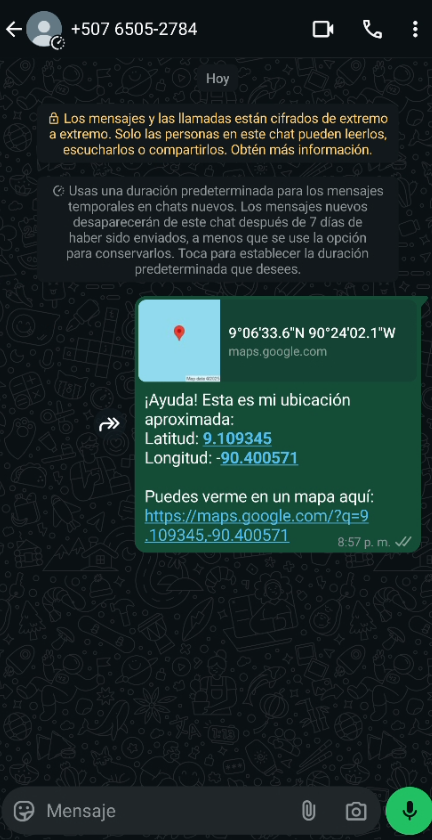 +507 6505-2784
Hoy
Los mensajes y las llamadas están cifrados de extremo
a extremo. Solo las personas en este chat pueden leerlos,
escucharlos o compartirlos. Obtén más información.
Usas una duración predeterminada para los mensajes
temporales en chats nuevos. Los mensajes nuevos
desaparecerán de este chat después de 7 días de
haber sido enviados, a menos que se use la opción
para conservarlos. Toca para establecer la duración
predeterminada que desees.
9°06'33.6"N 90°24'02.1"W
maps.google.com
¡Ayuda! Esta es mi ubicación
aproximada:
Latitud: 9.109345
Longitud: -90.400571
Puedes verme en un mapa aquí:
https://maps.google.com/?q=9
.109345,-90.400571
8:57 p. m.
Mensaje